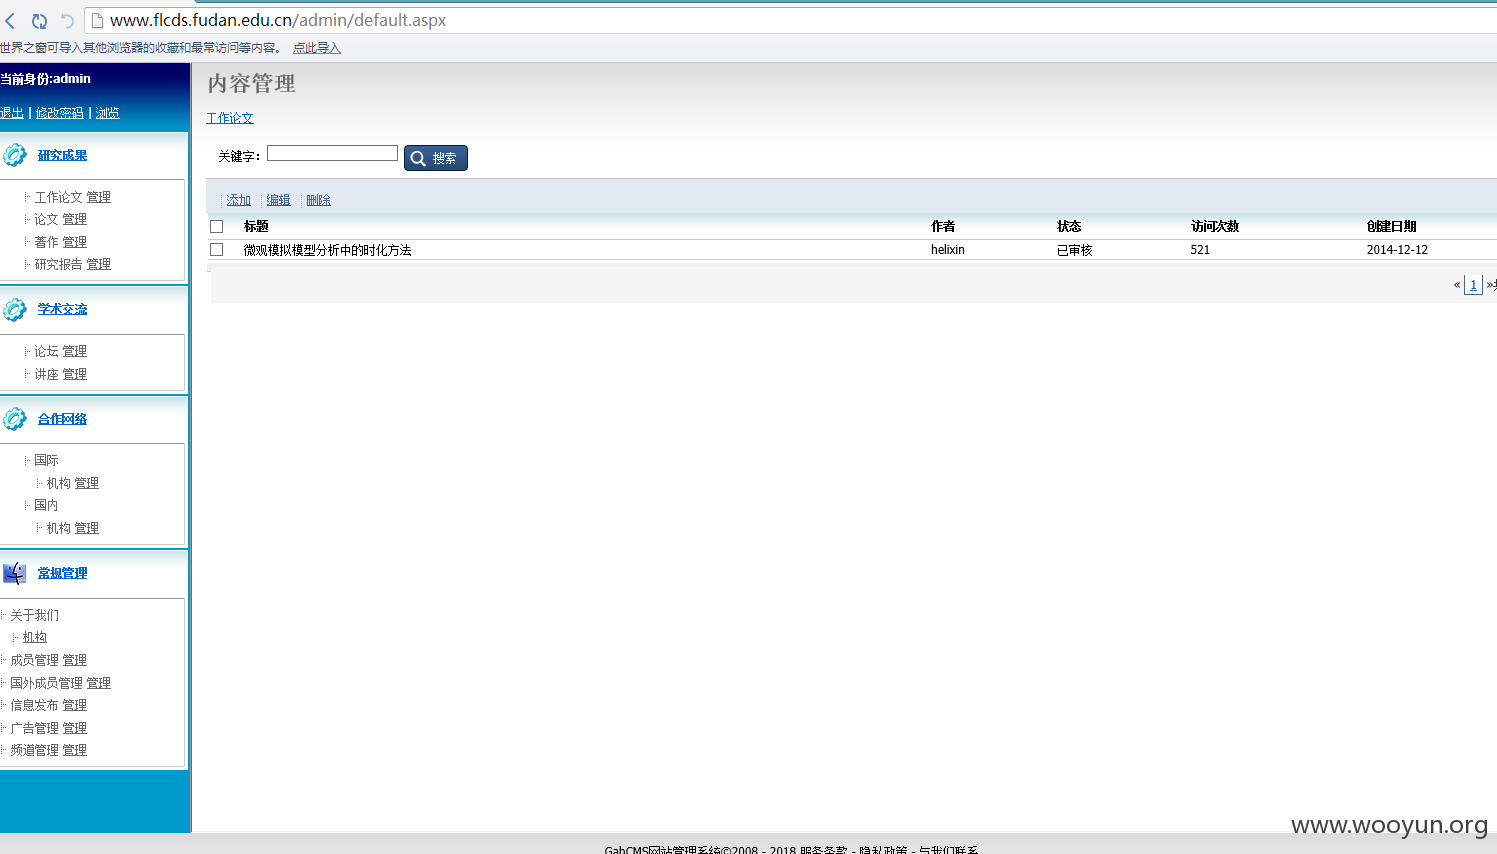 www.flcds.fudan.edu.cn/admin/default.aspx
世界之窗可导入其他浏览器的收藏和最常访问等内容。 点此导入
当前身份:admin
退出 | 修改密码 | 浏览
研究成果
工作论文 管理
论文 管理
著作 管理
研究报告 管理
学术交流
论坛 管理
讲座 管理
合作网络
国际
机构 管理
国内
机构 管理
常规管理
关于我们
机构
成员管理 管理
国外成员管理 管理
信息发布 管理
广告管理 管理
频道管理 管理
内容管理
工作论文
关键字: 搜索
添加 编辑 删除
标题 作者 状态 访问次数 创建日期
微观模拟模型分析中的时化方法 helixin 已审核 521 2014-12-12
« 1 »
www.wooyun.org
GabCMS网站管理系统©2008 - 2018 服务条款 - 隐私政策 - 与我们联系